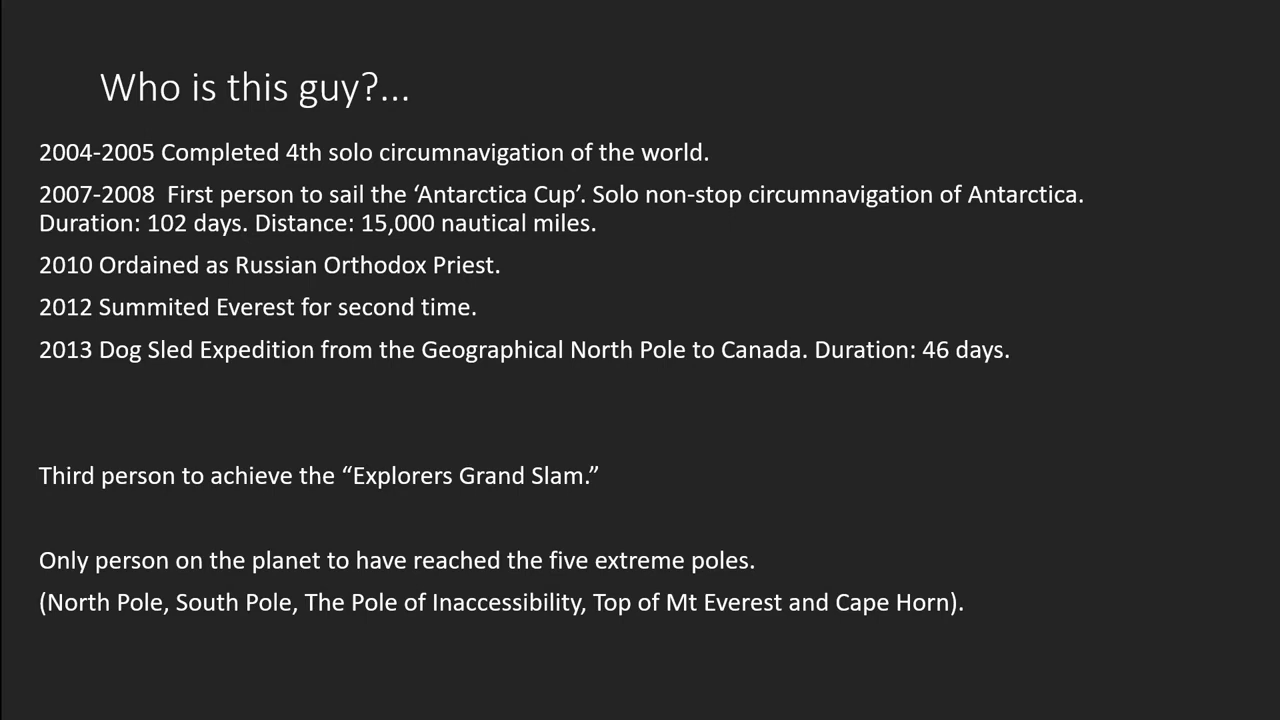 Who is this guy?...
2004-2005 Completed 4th solo circumnavigation of the world.
2007-2008  First person to sail the ‘Antarctica Cup’. Solo non-stop circumnavigation of Antarctica.
Duration: 102 days. Distance: 15,000 nautical miles.
2010 Ordained as Russian Orthodox Priest.
2012 Summited Everest for second time.
2013 Dog Sled Expedition from the Geographical North Pole to Canada. Duration: 46 days.
Third person to achieve the “Explorers Grand Slam.”
Only person on the planet to have reached the five extreme poles.
(North Pole, South Pole, The Pole of Inaccessibility, Top of Mt Everest and Cape Horn).